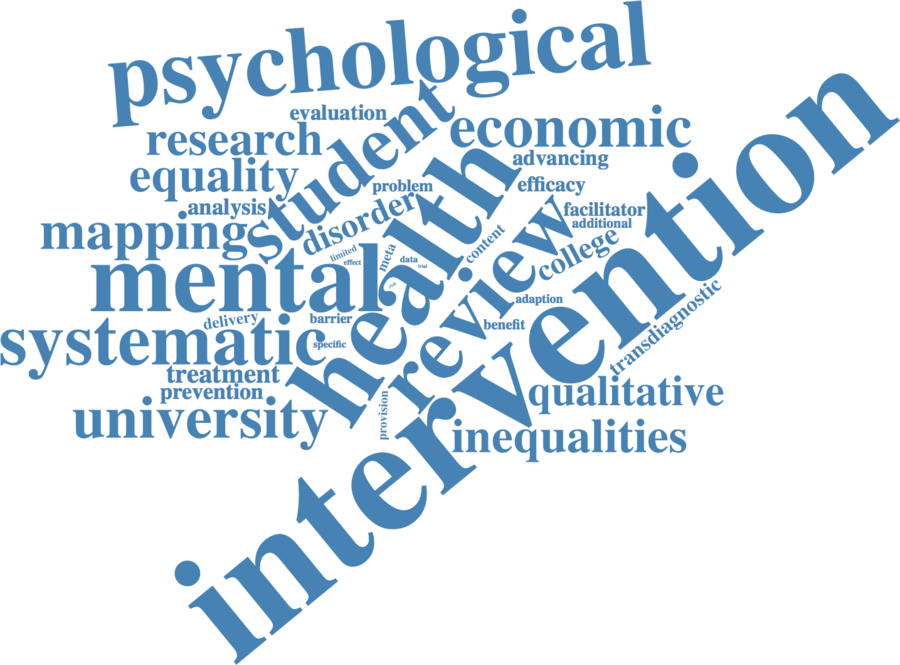 psychological
evaluation
student
research
economic
advancing
equality
problem
efficacy
analysis
disorder
health
facilitator
additional
mapping
limited
effect
meta
data
trial
content
review
college
mental
intervention
adaption
transdiagnostic
delivery
barrier
benefit
systematic
specific
treatment
prevention
provision
qualitative
university
inequalities